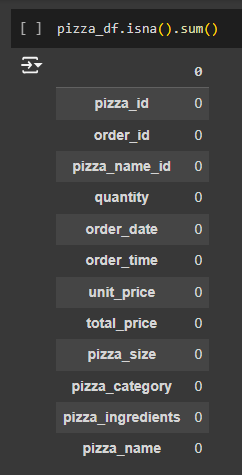 [ ] pizza_df.isna().sum()
0
pizza_id 0
order_id 0
pizza_name_id 0
quantity 0
order_date 0
order_time 0
unit_price 0
total_price 0
pizza_size 0
pizza_category 0
pizza_ingredients 0
pizza_name 0